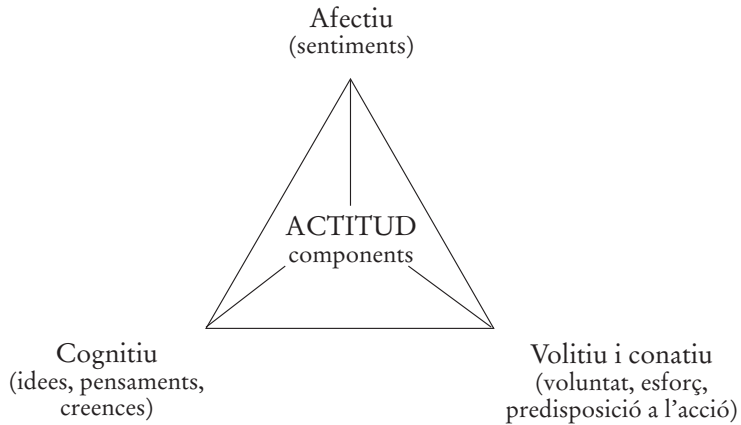 Afectiu
(sentiments)
ACTITUD
components
Cognitiu
(idees, pensaments,
creences)
Volitiu i conatiu
(voluntat, esforç,
predisposició a l’acció)